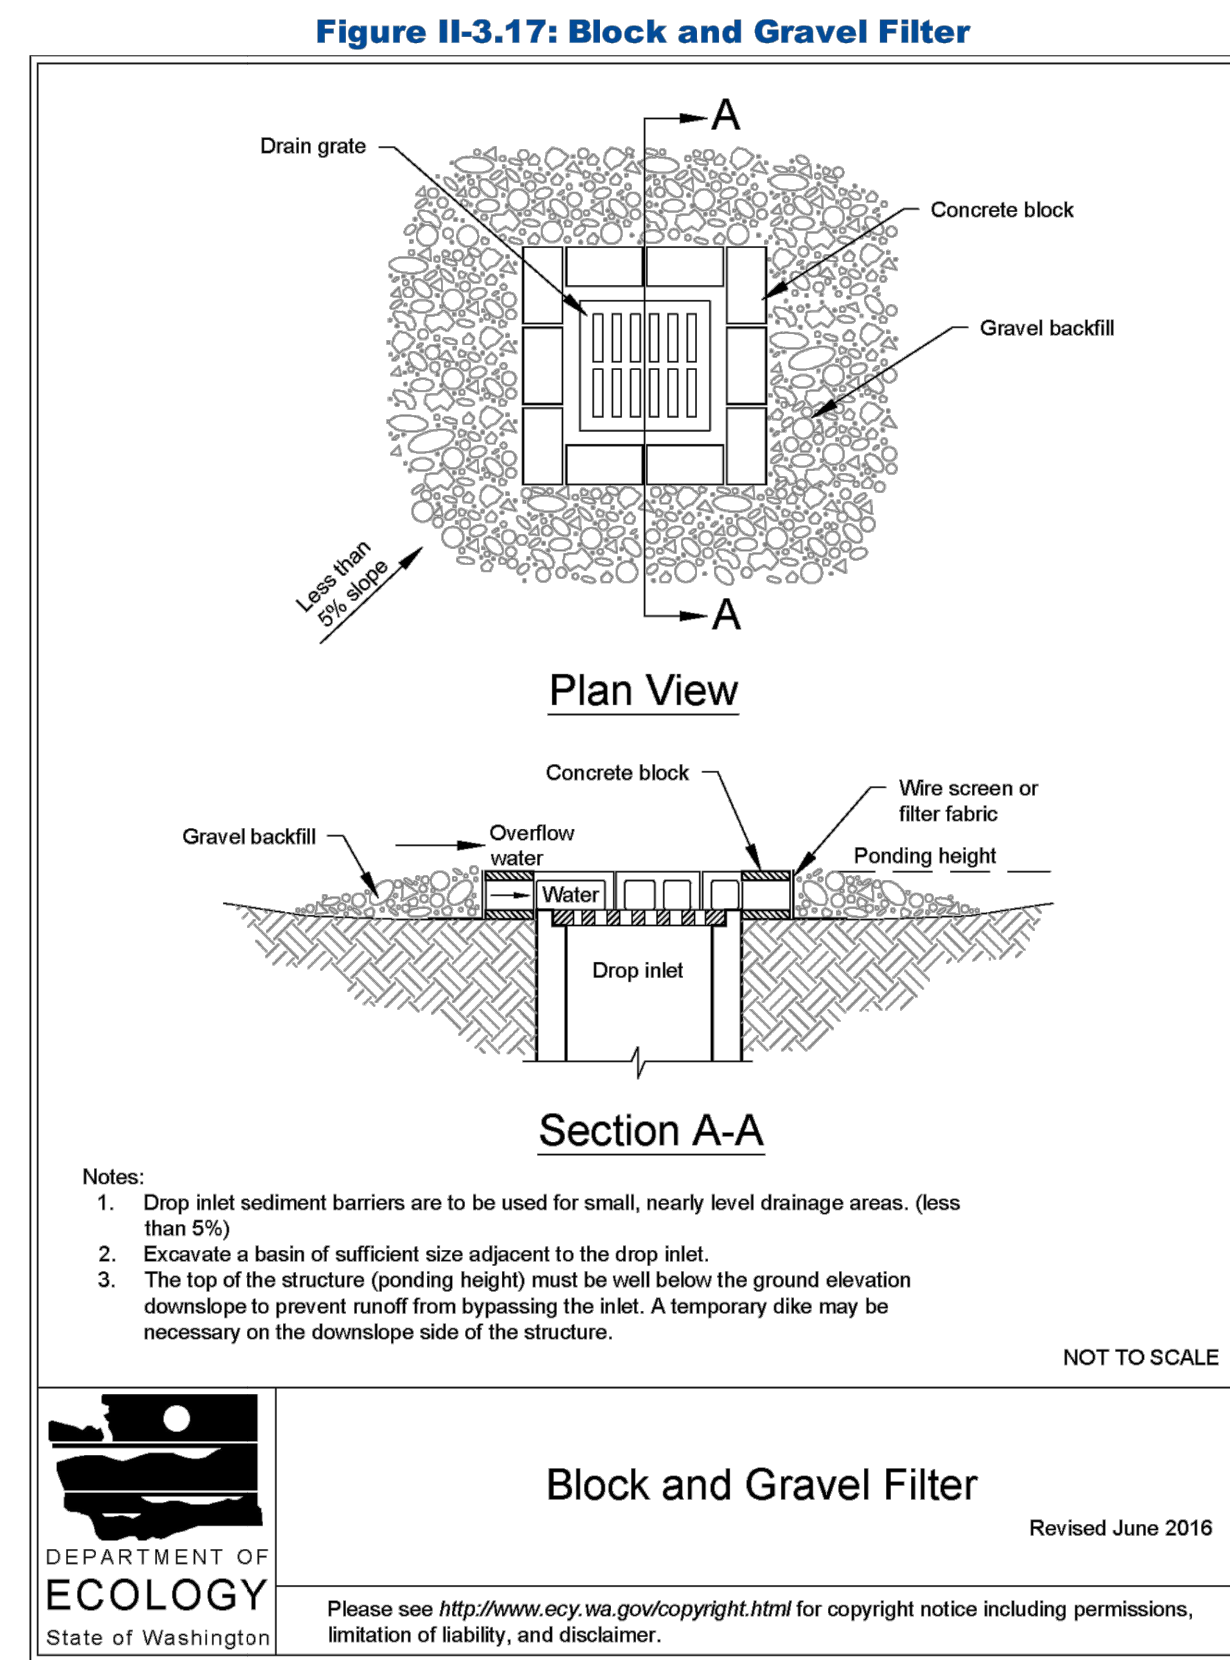 Figure II-3.17: Block and Gravel Filter
A
Drain grate
Concrete block
Gravel backfill
Less than
5% slope
A
Plan View
Concrete block
Wire screen or
filter fabric
Gravel backfill
Overflow
water
Ponding height
Water
Drop inlet
Section A-A
Notes:
1. Drop inlet sediment barriers are to be used for small, nearly level drainage areas. (less
than 5%)
2. Excavate a basin of sufficient size adjacent to the drop inlet.
3. The top of the structure (ponding height) must be well below the ground elevation
downslope to prevent runoff from bypassing the inlet. A temporary dike may be
necessary on the downslope side of the structure.
NOT TO SCALE
Block and Gravel Filter
Revised June 2016
DEPARTMENT OF
ECOLOGY
State of Washington
Please see http://www.ecy.wa.gov/copyright.html for copyright notice including permissions,
limitation of liability, and disclaimer.